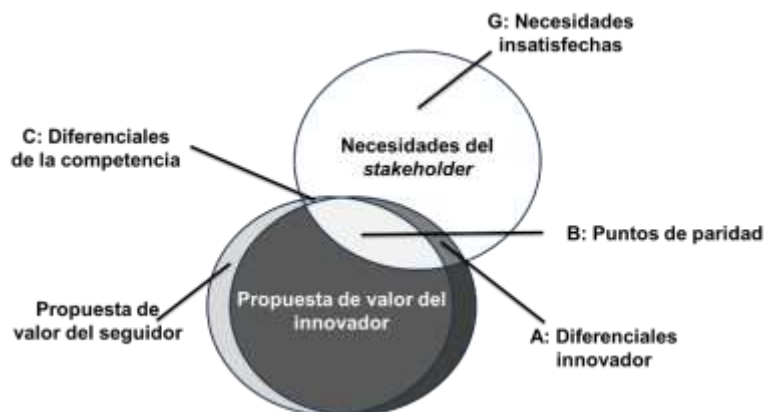 G: Necesidades
insatisfechas
C: Diferenciales
de la competencia
Necesidades del
stakeholder
B: Puntos de paridad
Propuesta de
valor del seguidor
Propuesta de valor del
innovador
A: Diferenciales
innovador